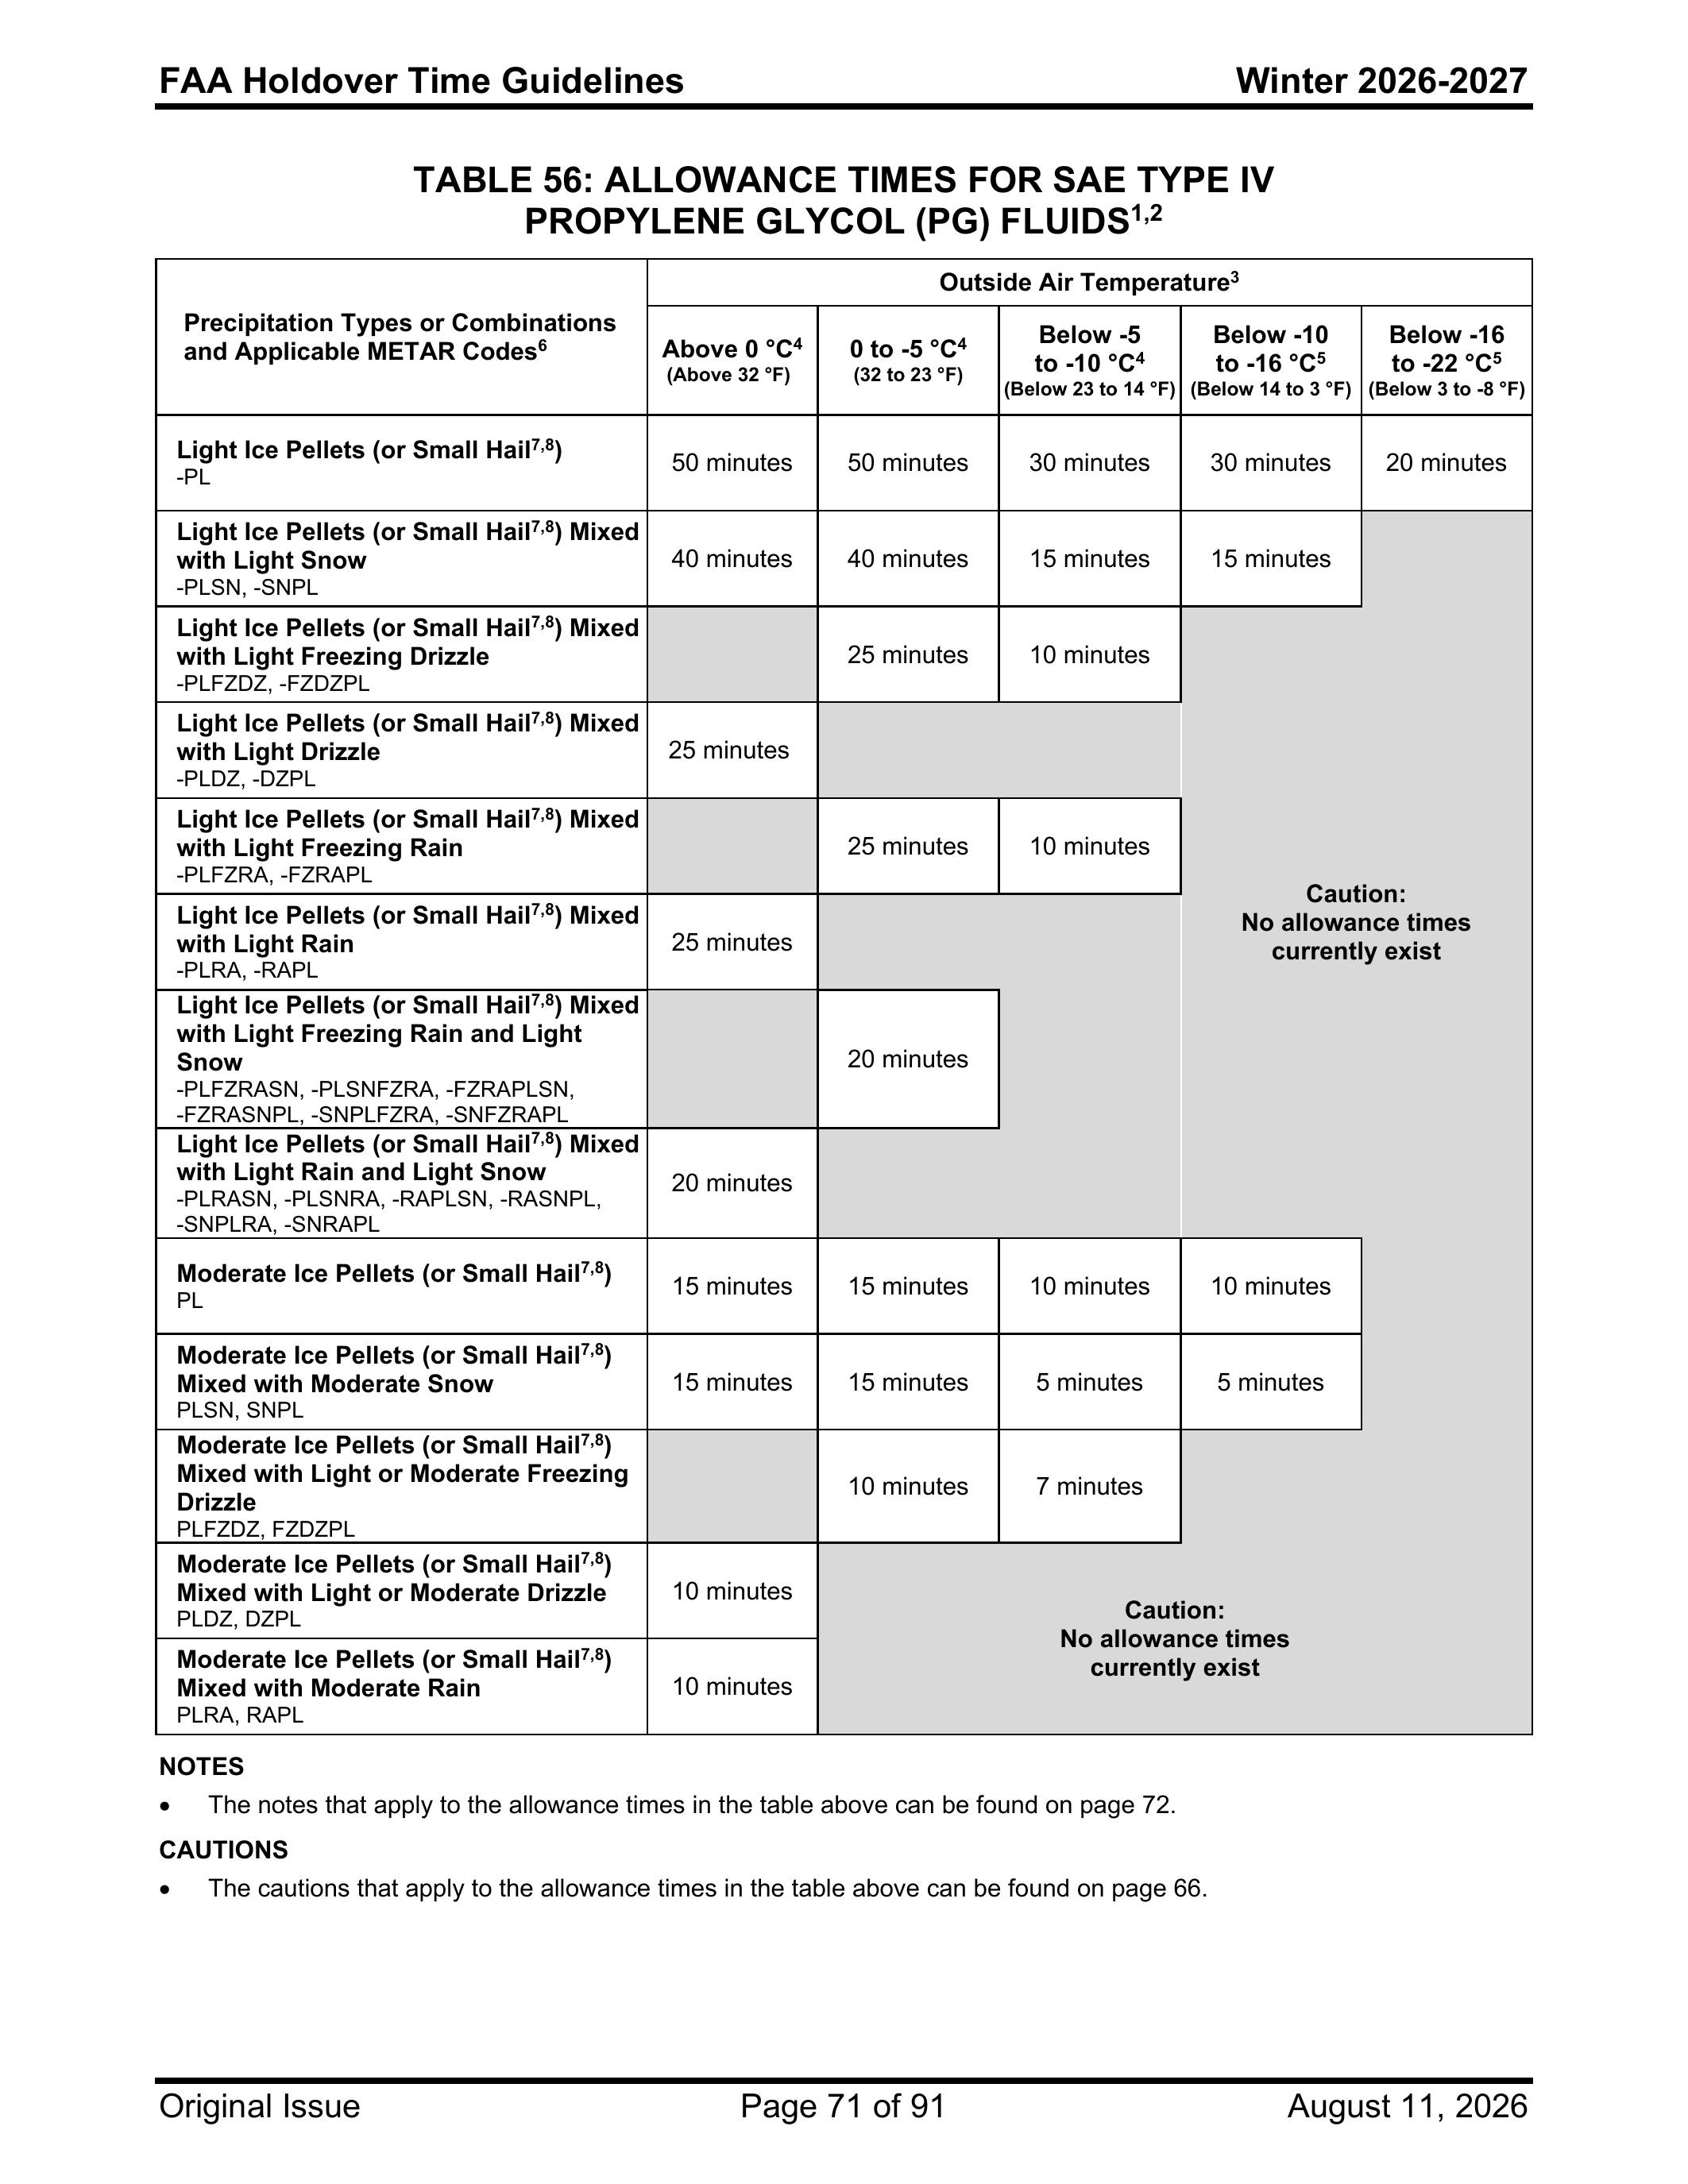 FAA Holdover Time Guidelines Winter 2026-2027
TABLE 56: ALLOWANCE TIMES FOR SAE TYPE IV
PROPYLENE GLYCOL (PG) FLUIDS1,2
Precipitation Types or Combinations
and Applicable METAR Codes6
Outside Air Temperature3
Above 0 °C4
(Above 32 °F)
0 to -5 °C4
(32 to 23 °F)
Below -5
to -10 °C4
(Below 23 to 14 °F)
Below -10
to -16 °C5
(Below 14 to 3 °F)
Below -16
to -22 °C5
(Below 3 to -8 °F)
Light Ice Pellets (or Small Hail7,8)
-PL
50 minutes
50 minutes
30 minutes
30 minutes
20 minutes
Light Ice Pellets (or Small Hail7,8) Mixed
with Light Snow
-PLSN, -SNPL
40 minutes
40 minutes
15 minutes
15 minutes
Light Ice Pellets (or Small Hail7,8) Mixed
with Light Freezing Drizzle
-PLFZDZ, -FZDZPL
25 minutes
10 minutes
Light Ice Pellets (or Small Hail7,8) Mixed
with Light Drizzle
-PLDZ, -DZPL
25 minutes
Light Ice Pellets (or Small Hail7,8) Mixed
with Light Freezing Rain
-PLFZRA, -FZRAPL
25 minutes
10 minutes
Caution:
No allowance times
currently exist
Light Ice Pellets (or Small Hail7,8) Mixed
with Light Rain
-PLRA, -RAPL
25 minutes
Light Ice Pellets (or Small Hail7,8) Mixed
with Light Freezing Rain and Light
Snow
-PLFZRASN, -PLSNFZRA, -FZRAPLSN,
-FZRASNPL, -SNPLFZRA, -SNFZRAPL
20 minutes
Light Ice Pellets (or Small Hail7,8) Mixed
with Light Rain and Light Snow
-PLRASN, -PLSNRA, -RAPLSN, -RASNPL,
-SNPLRA, -SNRAPL
20 minutes
Moderate Ice Pellets (or Small Hail7,8)
PL
15 minutes
15 minutes
10 minutes
10 minutes
Moderate Ice Pellets (or Small Hail7,8)
Mixed with Moderate Snow
PLSN, SNPL
15 minutes
15 minutes
5 minutes
5 minutes
Moderate Ice Pellets (or Small Hail7,8)
Mixed with Light or Moderate Freezing
Drizzle
PLFZDZ, FZDZPL
10 minutes
7 minutes
Moderate Ice Pellets (or Small Hail7,8)
Mixed with Light or Moderate Drizzle
PLDZ, DZPL
10 minutes
Caution:
No allowance times
currently exist
Moderate Ice Pellets (or Small Hail7,8)
Mixed with Moderate Rain
PLRA, RAPL
10 minutes
NOTES
• The notes that apply to the allowance times in the table above can be found on page 72.
CAUTIONS
• The cautions that apply to the allowance times in the table above can be found on page 66.
Original Issue Page 71 of 91 August 11, 2026